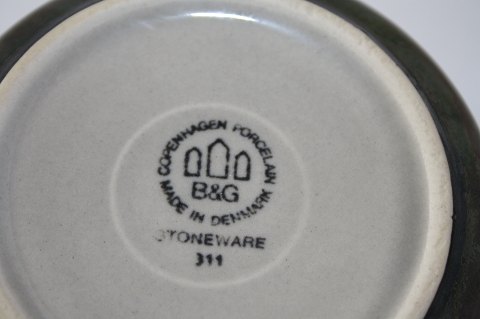 COPENHAGEN PORCELAIN
B&G
MADE IN DENMARK
STONEWARE
311